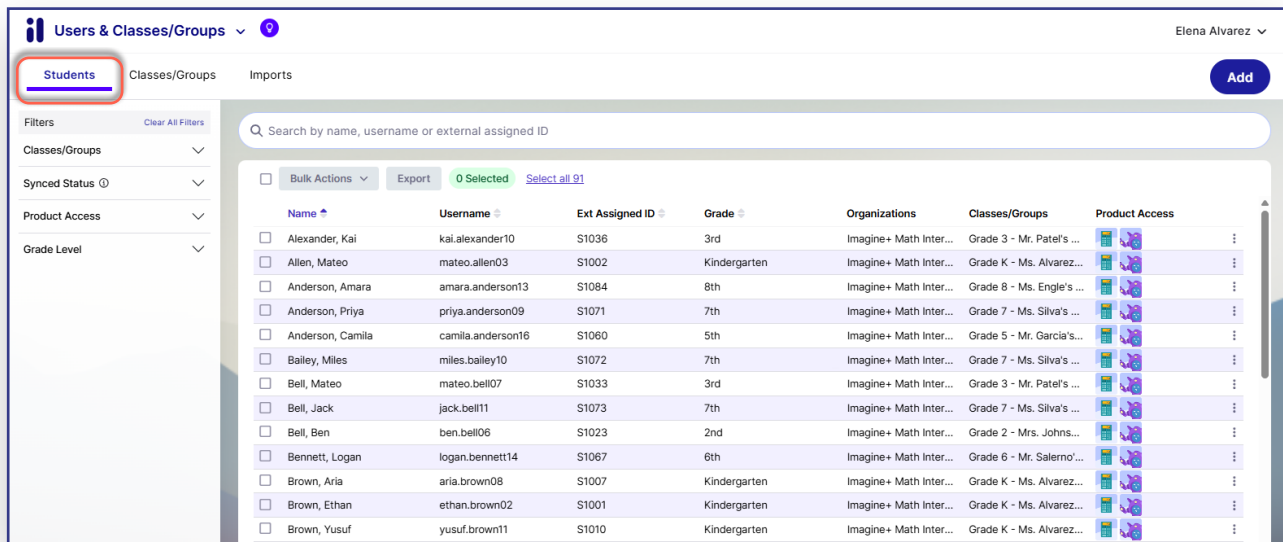 il Users & Classes/Groups Elena Alvarez
Students Classes/Groups Imports Add
Filters Clear All Filters
Classes/Groups
Synced Status
Product Access
Grade Level
Search by name, username or external assigned ID
Bulk Actions Export 0 Selected Select all 91
Name Username Ext Assigned ID Grade Organizations Classes/Groups Product Access
Alexander, Kai kai.alexander10 S1036 3rd Imagine+ Math Inter... Grade 3 - Mr. Patel's ...
Allen, Mateo mateo.allen03 S1002 Kindergarten Imagine+ Math Inter... Grade K - Ms. Alvarez...
Anderson, Amara amara.anderson13 S1084 8th Imagine+ Math Inter... Grade 8 - Ms. Engle's ...
Anderson, Priya priya.anderson09 S1071 7th Imagine+ Math Inter... Grade 7 - Ms. Silva's ...
Anderson, Camila camila.anderson16 S1060 5th Imagine+ Math Inter... Grade 5 - Mr. Garcia's...
Bailey, Miles miles.bailey10 S1072 7th Imagine+ Math Inter... Grade 7 - Ms. Silva's ...
Bell, Mateo mateo.bell07 S1033 3rd Imagine+ Math Inter... Grade 3 - Mr. Patel's ...
Bell, Jack jack.bell11 S1073 7th Imagine+ Math Inter... Grade 7 - Ms. Silva's ...
Bell, Ben ben.bell06 S1023 2nd Imagine+ Math Inter... Grade 2 - Mrs. Johns...
Bennett, Logan logan.bennett14 S1067 6th Imagine+ Math Inter... Grade 6 - Mr. Salerno'...
Brown, Aria aria.brown08 S1007 Kindergarten Imagine+ Math Inter... Grade K - Ms. Alvarez...
Brown, Ethan ethan.brown02 S1001 Kindergarten Imagine+ Math Inter... Grade K - Ms. Alvarez...
Brown, Yusuf yusuf.brown11 S1010 Kindergarten Imagine+ Math Inter... Grade K - Ms. Alvarez...